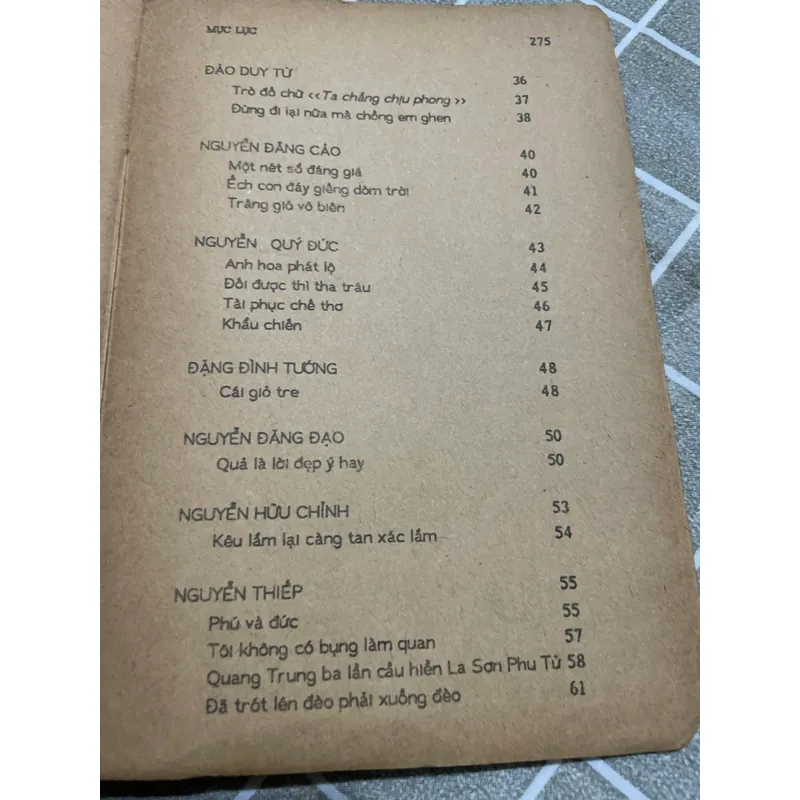 MỤC LỤC 275
ĐÀO DUY TỪ 36
Trò đố chữ «Ta chẳng chịu phong» 37
Đừng đi lại nữa mà chồng em ghen 38
NGUYỄN ĐĂNG CẢO 40
Một nét sổ đáng giá 40
Ếch con đáy giếng dòm trời 41
Trăng gió vô biên 42
NGUYỄN QUÝ ĐỨC 43
Anh hoa phát lộ 44
Đối được thì tha trâu 45
Tài phục chế thơ 46
Khẩu chiến 47
ĐẶNG ĐÌNH TƯỚNG 48
Cái giỏ tre 48
NGUYỄN ĐĂNG ĐẠO 50
Quả là lời đẹp ý hay 50
NGUYỄN HỮU CHỈNH 53
Kêu lắm lại càng tan xác lắm 54
NGUYỄN THIẾP 55
Phú và đức 55
Tôi không có bụng làm quan 57
Quang Trung ba lần cầu hiền La Sơn Phu Tử 58
Đã trót lên đèo phải xuống đèo 61